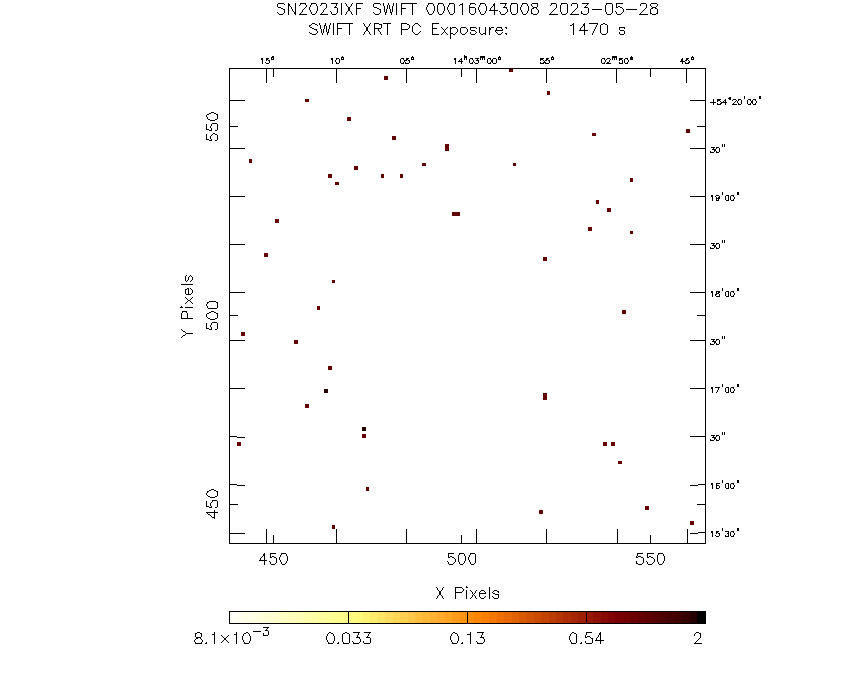 SN2023IXF SWIFT 00016043008 2023-05-28
SWIFT XRT PC Exposure: 1470 s
15ˢ 10ˢ 05ˢ 14ʰ03ᵐ00ˢ 55ˢ 02ᵐ50ˢ 45ˢ
+54°20'00"
30"
19'00"
30"
18'00"
30"
17'00"
30"
16'00"
15'30"
550
500
450
Y Pixels
450 500 550
X Pixels
8.1×10⁻³ 0.033 0.13 0.54 2